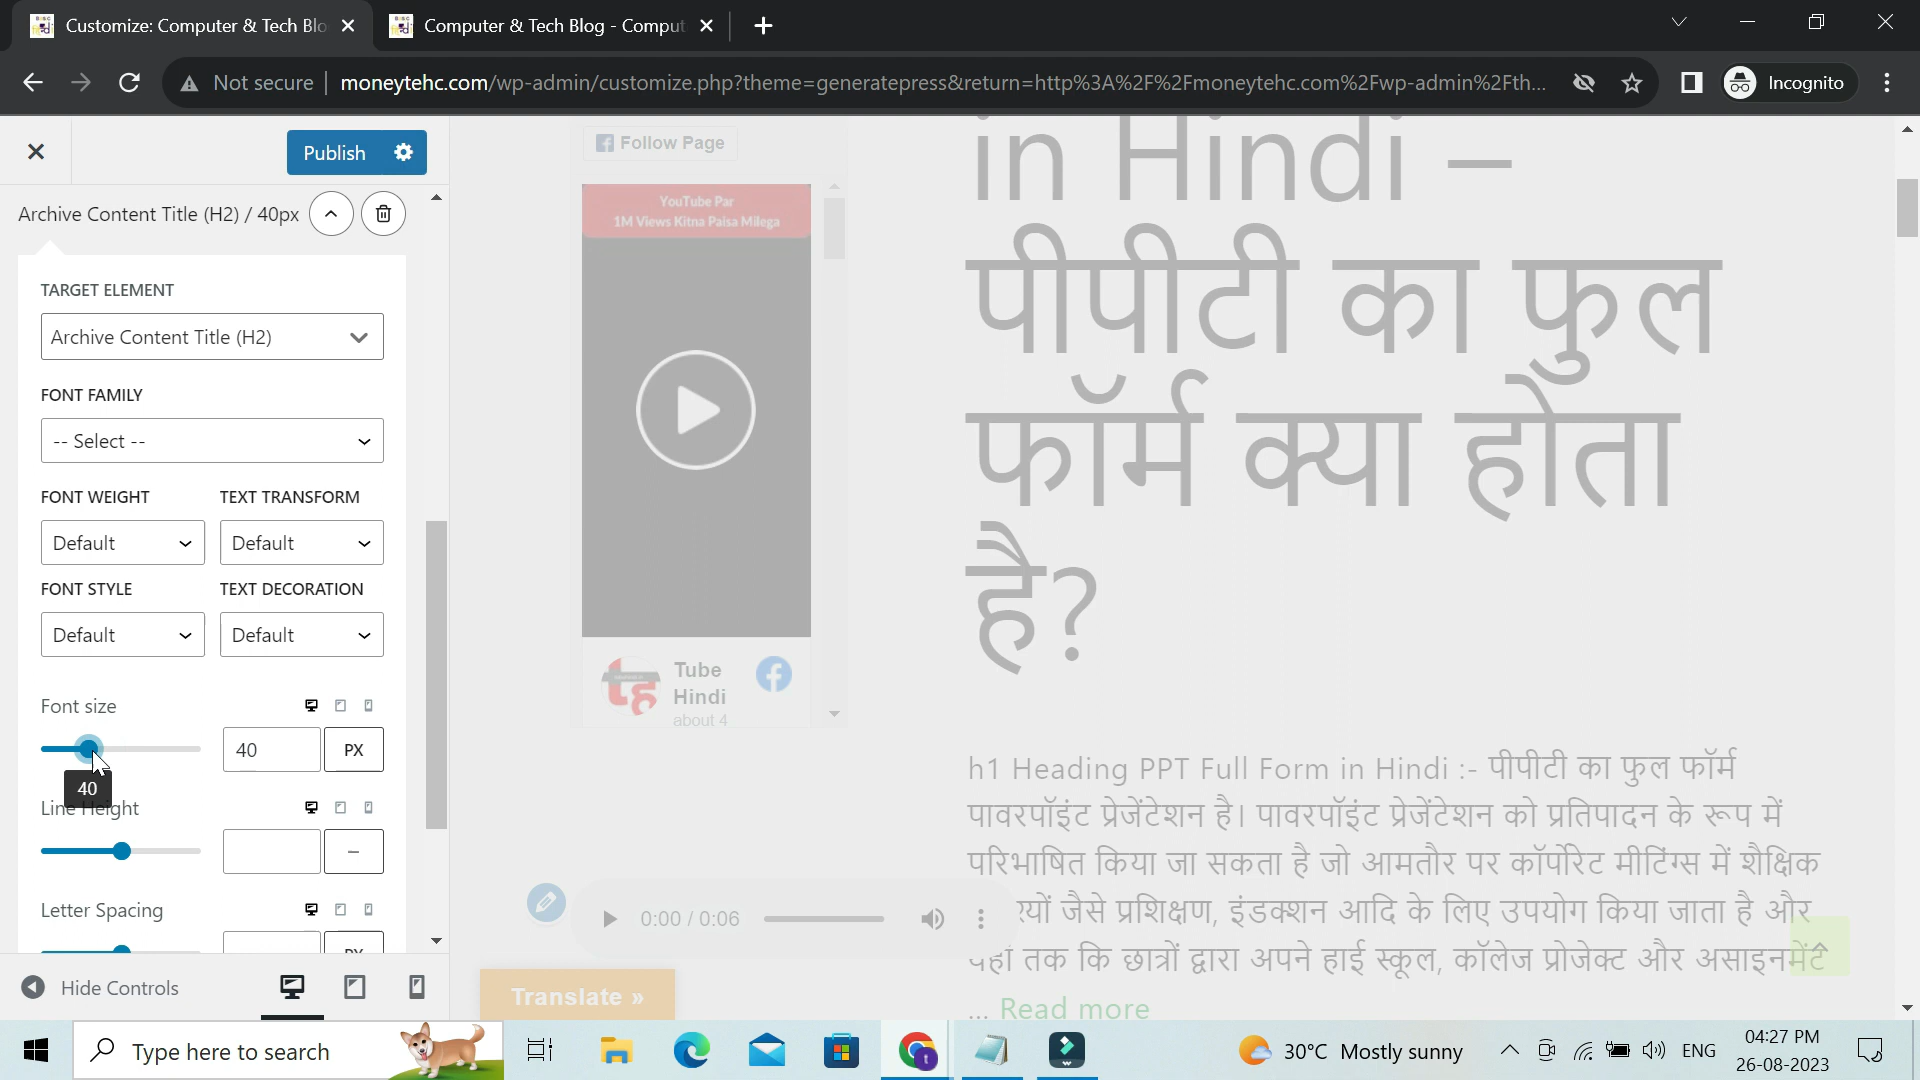 Customize: Computer & Tech Blo
Computer & Tech Blog - Comput
Not secure
moneytehc.com/wp-admin/customize.php?theme=generatepress&return=http%3A%2F%2Fmoneytehc.com%2Fwp-admin%2Fth...
Incognito
Publish
Archive Content Title (H2) / 40px
TARGET ELEMENT
Archive Content Title (H2)
FONT FAMILY
-- Select --
FONT WEIGHT
TEXT TRANSFORM
Default
Default
FONT STYLE
TEXT DECORATION
Default
Default
Font size
40
PX
40
Line Height
–
Letter Spacing
PX
Hide Controls
Follow Page
YouTube Par
1M Views Kitna Paisa Milega
Tube
Hindi
about 4
0:00 / 0:06
Translate »
in Hindi –
पीपीटी का फुल
फॉर्म क्या होता
है?
h1 Heading PPT Full Form in Hindi :- पीपीटी का फुल फॉर्म
पावरपॉइंट प्रेजेंटेशन है। पावरपॉइंट प्रेजेंटेशन को प्रतिपादन के रूप में
परिभाषित किया जा सकता है जो आमतौर पर कॉर्पोरेट मीटिंग्स में शैक्षिक
जैसे प्रशिक्षण, इंडक्शन आदि के लिए उपयोग किया जाता है और
यहां तक कि छात्रों द्वारा अपने हाई स्कूल, कॉलेज प्रोजेक्ट और असाइनमेंट
... Read more
Type here to search
30°C Mostly sunny
ENG
04:27 PM
26-08-2023